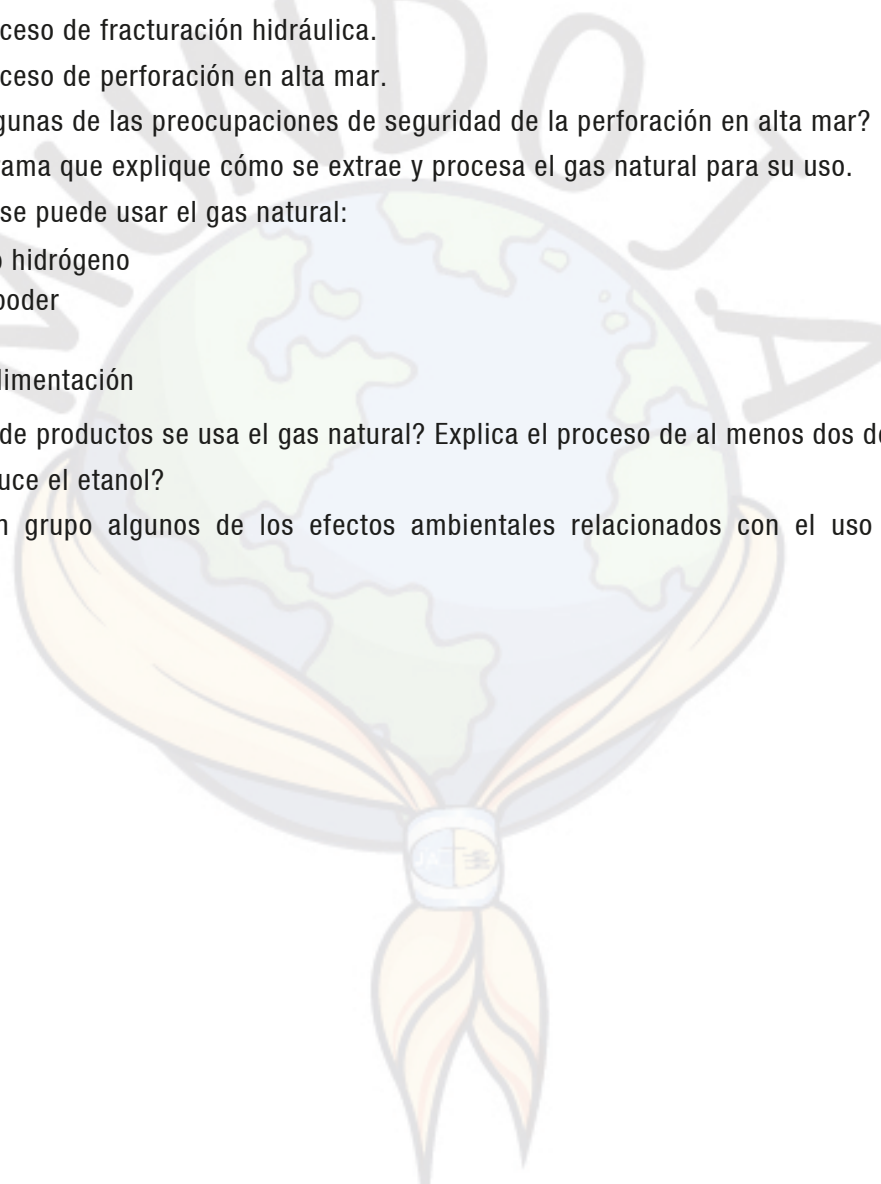 MUNDO JA
ceso de fracturación hidráulica.
ceso de perforación en alta mar.
gunas de las preocupaciones de seguridad de la perforación en alta mar?
ama que explique cómo se extrae y procesa el gas natural para su uso.
se puede usar el gas natural:
o hidrógeno
poder
limentación
de productos se usa el gas natural? Explica el proceso de al menos dos d
uce el etanol?
n grupo algunos de los efectos ambientales relacionados con el uso
JA